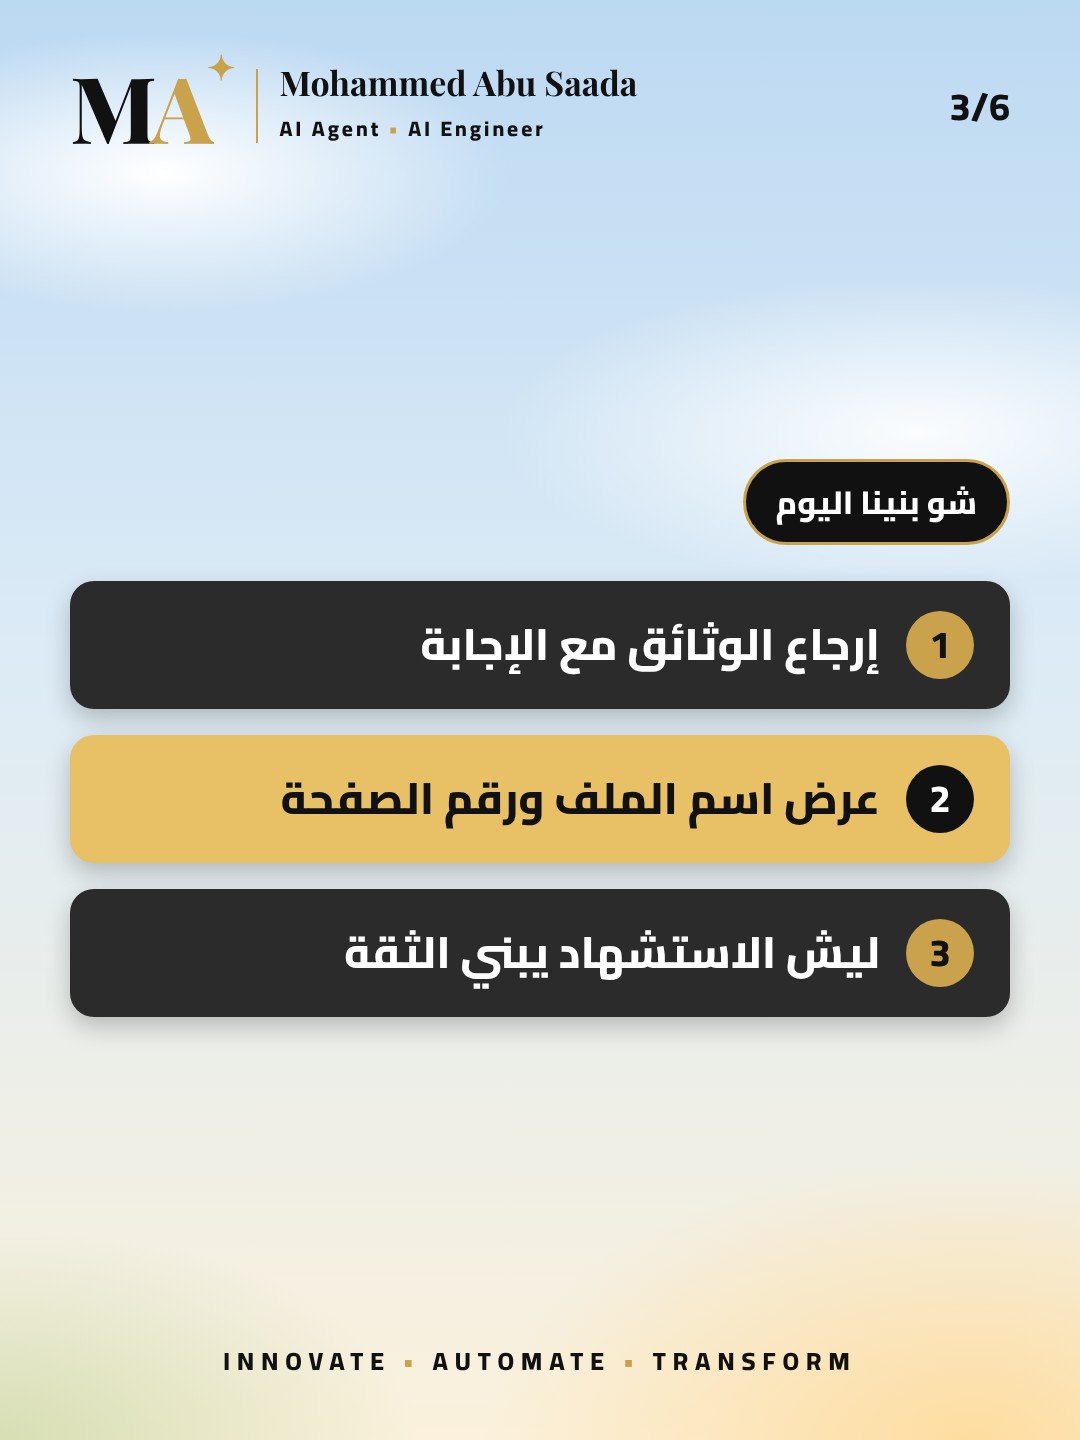 MA
Mohammed Abu Saada
AI Agent ▪ AI Engineer
3/6
شو بنينا اليوم
1 إرجاع الوثائق مع الإجابة
2 عرض اسم الملف ورقم الصفحة
3 ليش الاستشهاد يبني الثقة
INNOVATE ▪ AUTOMATE ▪ TRANSFORM